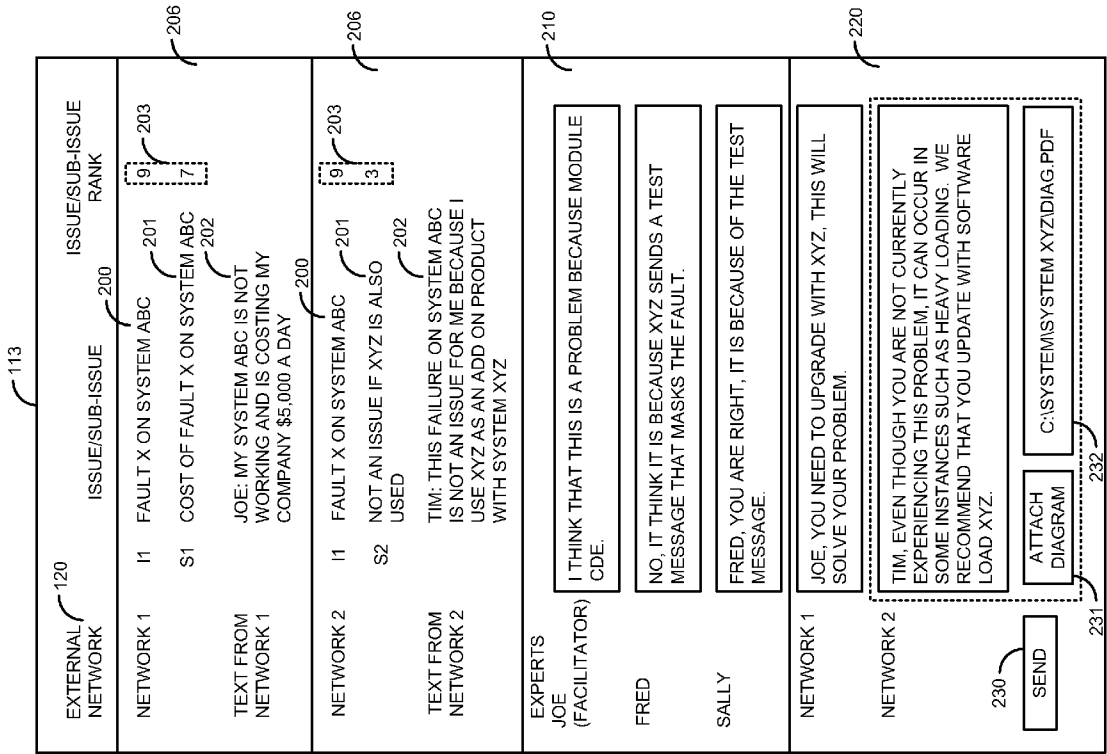 113
EXTERNAL
NETWORK
120
ISSUE/SUB-ISSUE
ISSUE/SUB-ISSUE
RANK
NETWORK 1
I1
FAULT X ON SYSTEM ABC
200
9
203
206
S1
COST OF FAULT X ON SYSTEM ABC
201
7
TEXT FROM
NETWORK 1
JOE: MY SYSTEM ABC IS NOT
WORKING AND IS COSTING MY
COMPANY $5,000 A DAY
202
NETWORK 2
I1
FAULT X ON SYSTEM ABC
200
9
203
206
S2
NOT AN ISSUE IF XYZ IS ALSO
USED
201
3
TEXT FROM
NETWORK 2
TIM: THIS FAILURE ON SYSTEM ABC
IS NOT AN ISSUE FOR ME BECAUSE I
USE XYZ AS AN ADD ON PRODUCT
WITH SYSTEM XYZ
202
EXPERTS
JOE
(FACILITATOR)
I THINK THAT THIS IS A PROBLEM BECAUSE MODULE
CDE.
210
FRED
NO, IT THINK IT IS BECAUSE XYZ SENDS A TEST
MESSAGE THAT MASKS THE FAULT.
SALLY
FRED, YOU ARE RIGHT, IT IS BECAUSE OF THE TEST
MESSAGE.
NETWORK 1
JOE, YOU NEED TO UPGRADE WITH XYZ, THIS WILL
SOLVE YOUR PROBLEM.
220
NETWORK 2
TIM, EVEN THOUGH YOU ARE NOT CURRENTLY
EXPERIENCING THIS PROBLEM, IT CAN OCCUR IN
SOME INSTANCES SUCH AS HEAVY LOADING. WE
RECOMMEND THAT YOU UPDATE WITH SOFTWARE
LOAD XYZ.
230
SEND
ATTACH
DIAGRAM
C:\SYSTEM\SYSTEM XYZ\DIAG.PDF
231
232